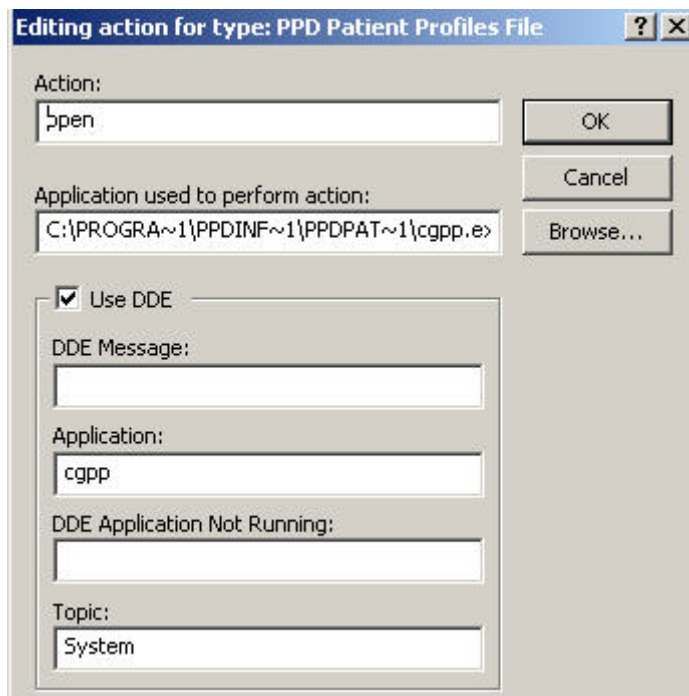 Editing action for type: PPD Patient Profiles File
Action:
open
OK
Cancel
Application used to perform action:
C:\PROGRA~1\PPDINF~1\PPDPAT~1\cgpp.ex
Browse...
Use DDE
DDE Message:
Application:
cgpp
DDE Application Not Running:
Topic:
System